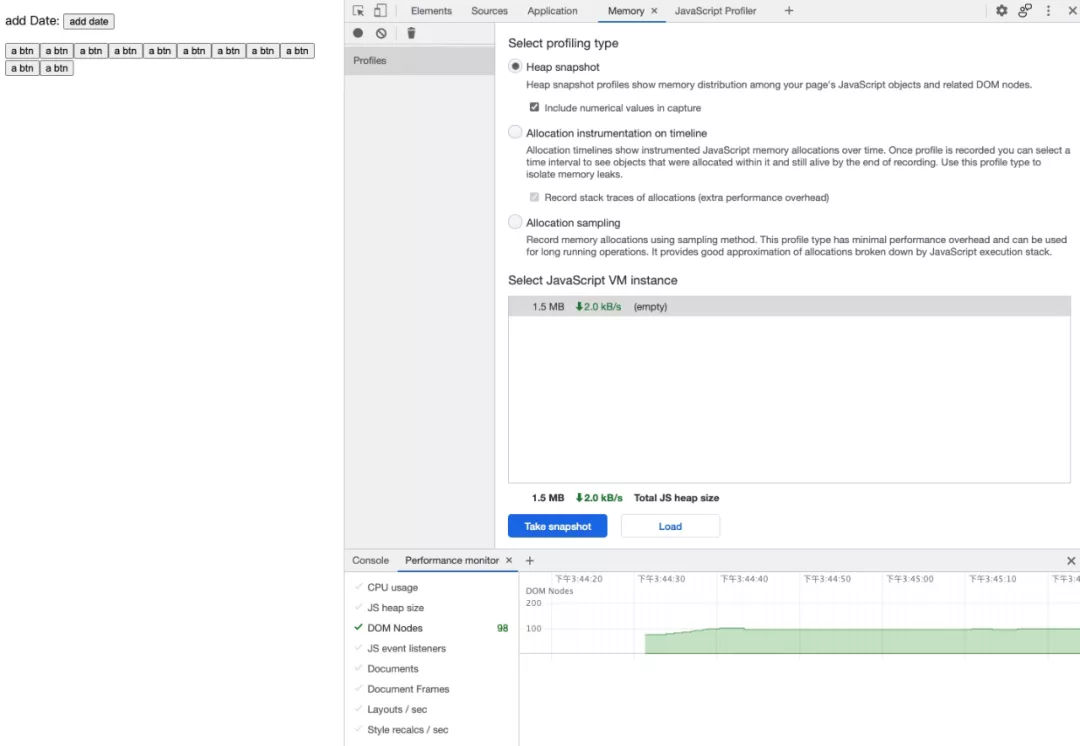 add Date: add date
a btn a btn a btn a btn a btn a btn a btn a btn a btn
a btn a btn
Elements Sources Application Memory × JavaScript Profiler +
Profiles
Select profiling type
Heap snapshot
Heap snapshot profiles show memory distribution among your page's JavaScript objects and related DOM nodes.
Include numerical values in capture
Allocation instrumentation on timeline
Allocation timelines show instrumented JavaScript memory allocations over time. Once profile is recorded you can select a
time interval to see objects that were allocated within it and still alive by the end of recording. Use this profile type to
isolate memory leaks.
Record stack traces of allocations (extra performance overhead)
Allocation sampling
Record memory allocations using sampling method. This profile type has minimal performance overhead and can be used
for long running operations. It provides good approximation of allocations broken down by JavaScript execution stack.
Select JavaScript VM instance
1.5 MB 2.0 kB/s (empty)
1.5 MB 2.0 kB/s Total JS heap size
Take snapshot Load
Console Performance monitor × +
CPU usage
JS heap size
DOM Nodes 98
JS event listeners
Documents
Document Frames
Layouts / sec
Style recalcs / sec
下午3:44:20 下午3:44:30 下午3:44:40 下午3:44:50 下午3:45:00 下午3:45:10 下午3:4
DOM Nodes
200
100